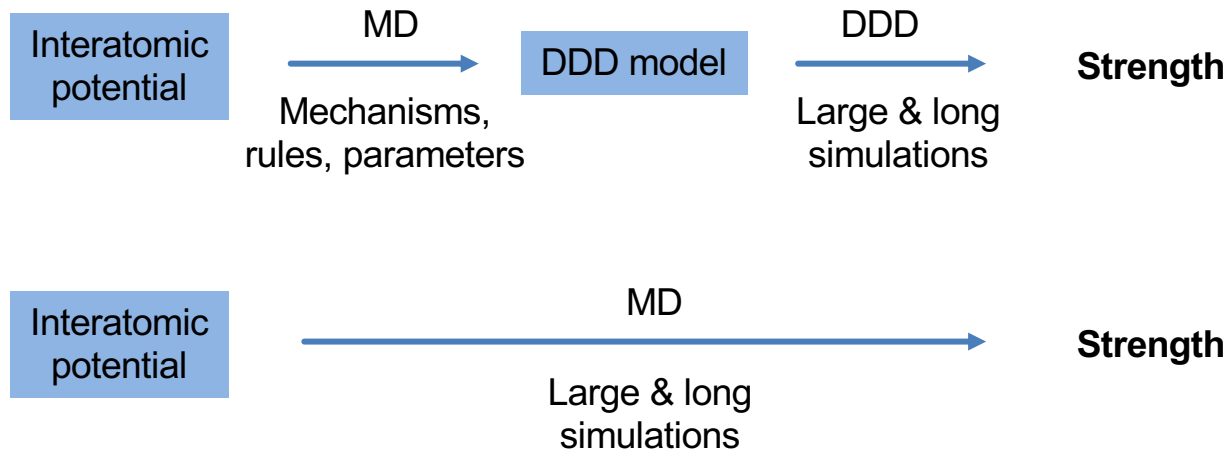 MD
DDD
Interatomic
potential
DDD model
Strength
Mechanisms,
rules, parameters
Large & long
simulations
MD
Interatomic
potential
Strength
Large & long
simulations